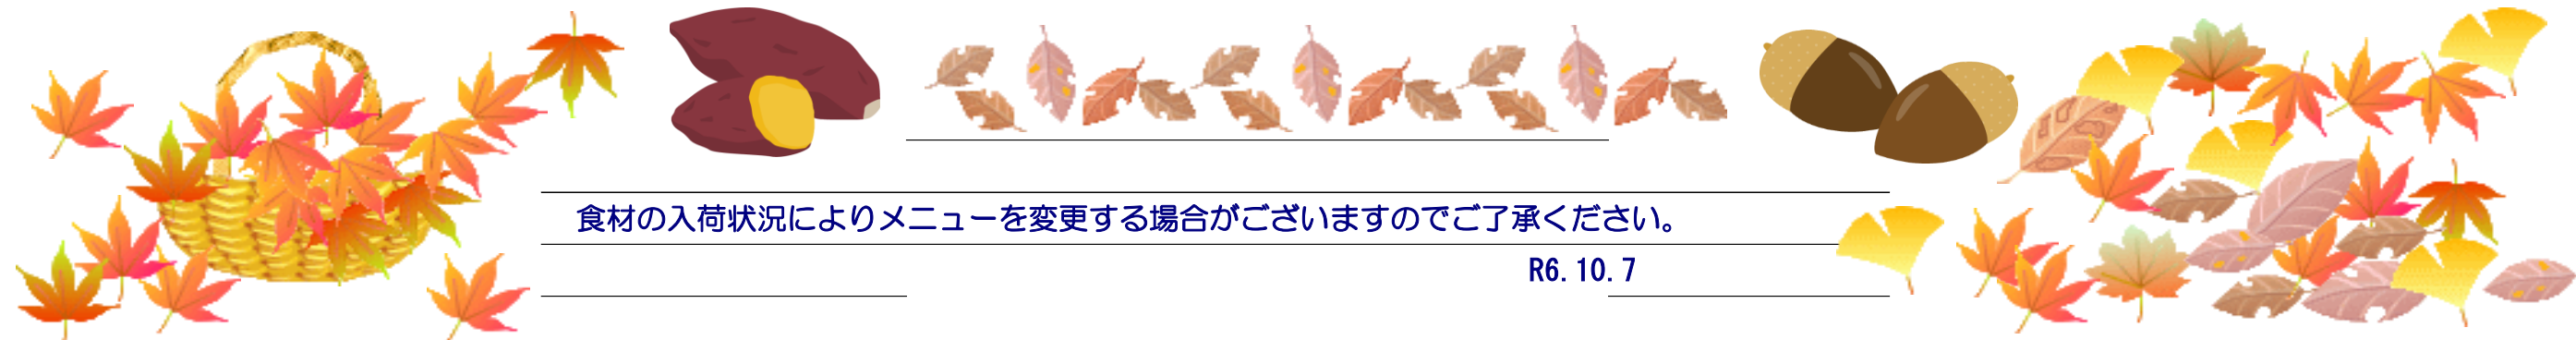 食材の入荷状況によりメニューを変更する場合がございますのでご了承ください。
R6.10.7